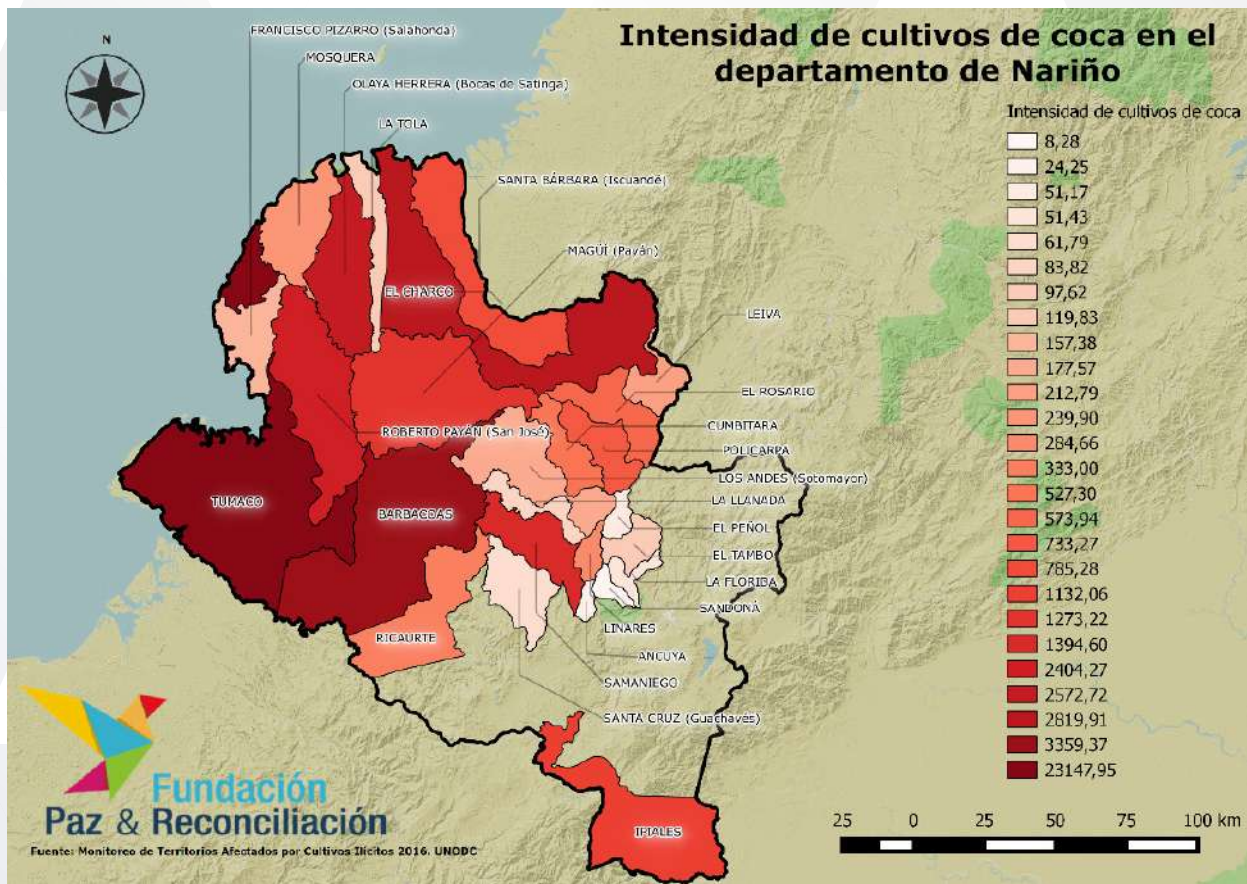 Intensidad de cultivos de coca en el
departamento de Nariño
N
FRANCISCO PIZARRO (Salahonda)
MOSQUERA
OLAYA HERRERA (Bocas de Satinga)
LA TOLA
SANTA BÁRBARA (Iscuandé)
MAGÜÍ (Payán)
EL CHARCO
LEIVA
EL ROSARIO
CUMBITARA
ROBERTO PAYÁN (San José)
POLICARPA
LOS ANDES (Sotomayor)
LA LLANADA
TUMACO
BARBACOAS
EL PEÑOL
EL TAMBO
LA FLORIDA
SANDONÁ
LINARES
RICAURTE
ANCUYA
SAMANIEGO
SANTA CRUZ (Guachavés)
IPIALES
Intensidad de cultivos de coca
8,28
24,25
51,17
51,43
61,79
83,82
97,62
119,83
157,38
177,57
212,79
239,90
284,66
333,00
527,30
573,94
733,27
785,28
1132,06
1273,22
1394,60
2404,27
2572,72
2819,91
3359,37
23147,95
Fundación
Paz & Reconciliación
Fuente: Monitoreo de Territorios Afectados por Cultivos Ilícitos 2016. UNODC
25 0 25 50 75 100 km